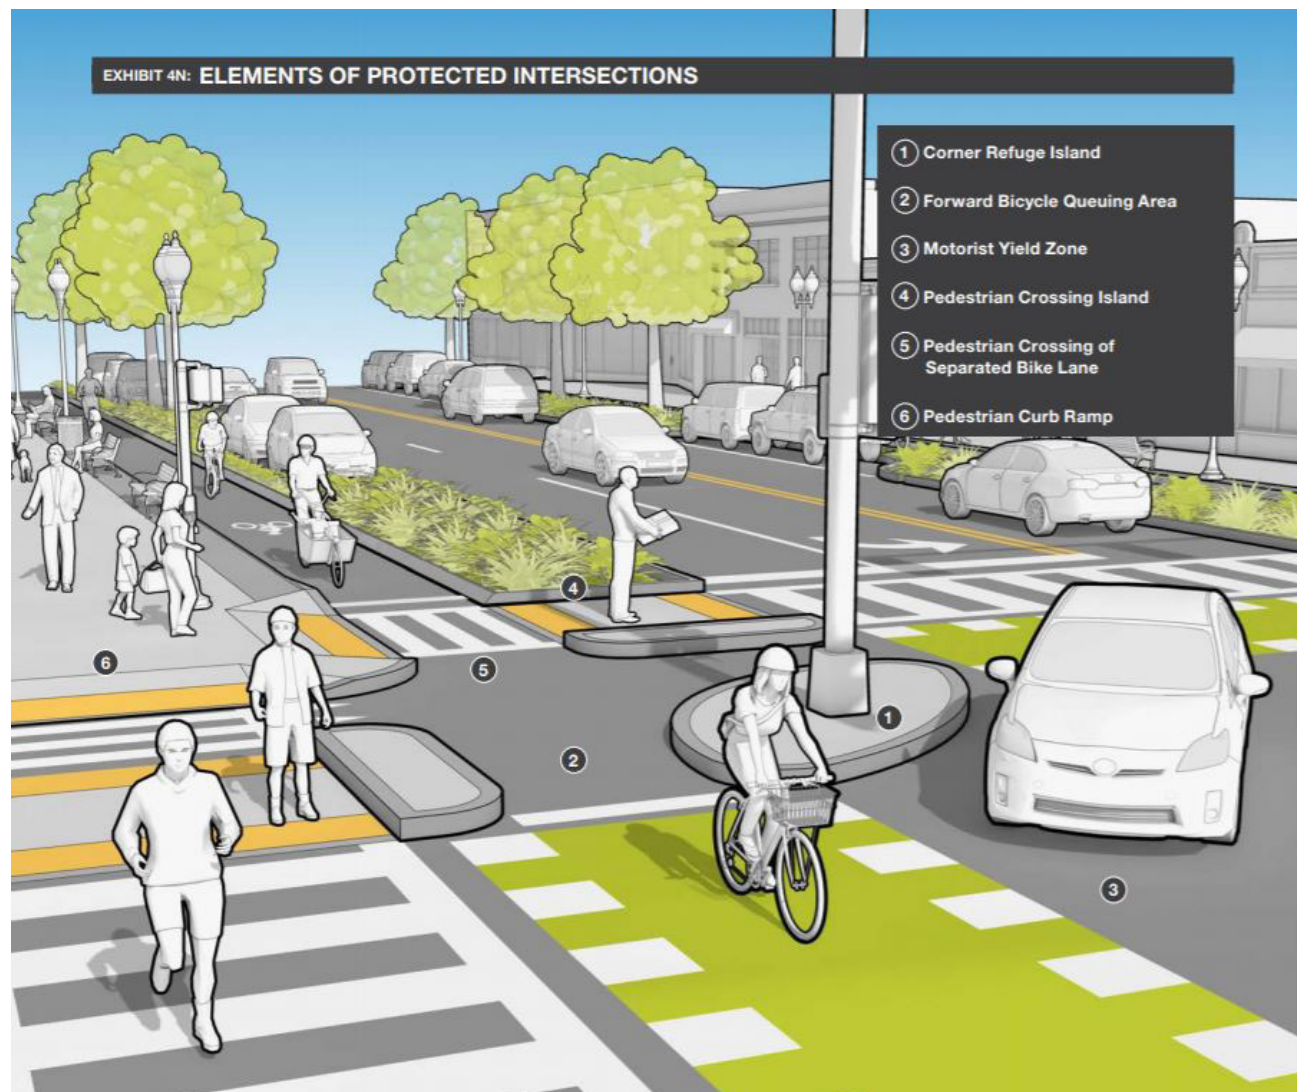 EXHIBIT 4N: ELEMENTS OF PROTECTED INTERSECTIONS
1 Corner Refuge Island
2 Forward Bicycle Queuing Area
3 Motorist Yield Zone
4 Pedestrian Crossing Island
5 Pedestrian Crossing of
Separated Bike Lane
6 Pedestrian Curb Ramp
4
6
5
1
2
3